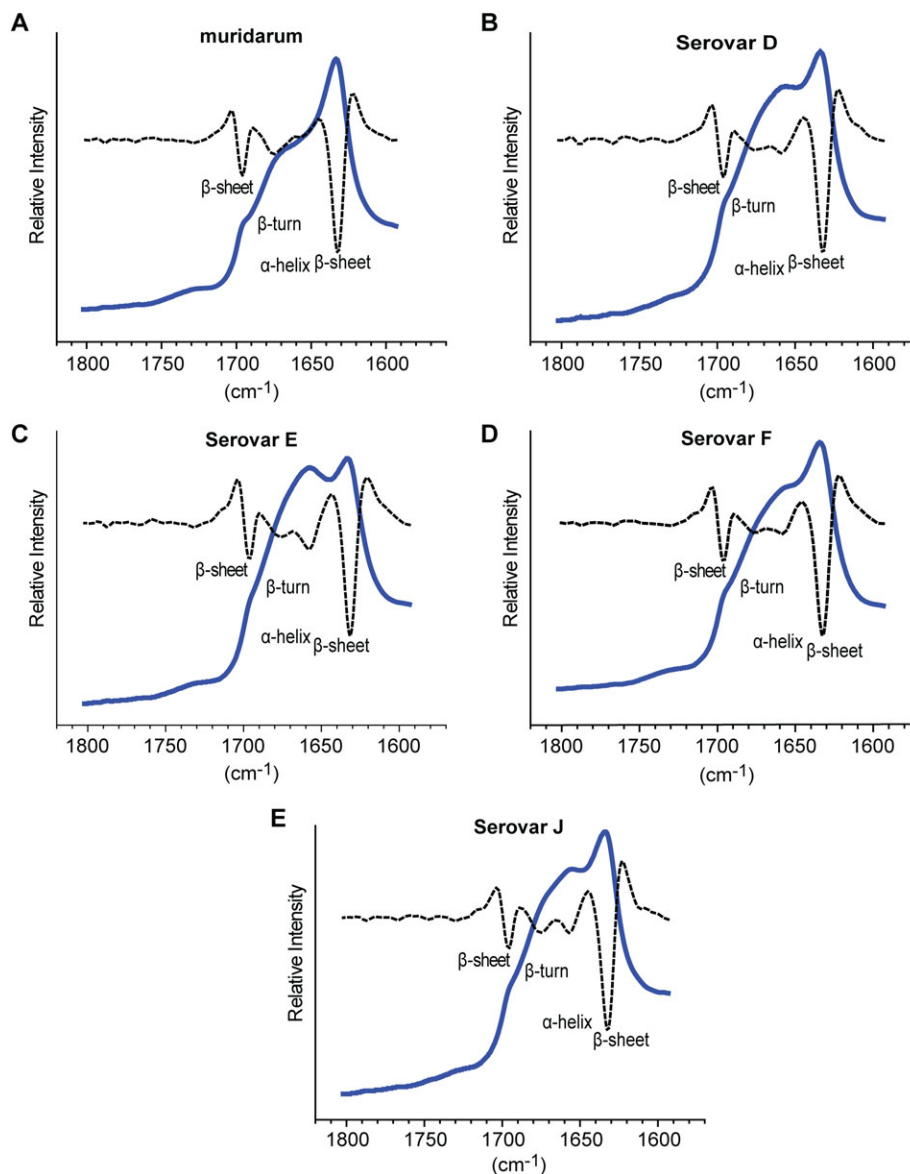 A
muridarum
Relative Intensity
β-sheet
β-turn
α-helix
β-sheet
1800 1750 1700 1650 1600
(cm-1)
B
Serovar D
Relative Intensity
β-sheet
β-turn
α-helix
β-sheet
1800 1750 1700 1650 1600
(cm-1)
C
Serovar E
Relative Intensity
β-sheet
β-turn
α-helix
β-sheet
1800 1750 1700 1650 1600
(cm-1)
D
Serovar F
Relative Intensity
β-sheet
β-turn
α-helix
β-sheet
1800 1750 1700 1650 1600
(cm-1)
E
Serovar J
Relative Intensity
β-sheet
β-turn
α-helix
β-sheet
1800 1750 1700 1650 1600
(cm-1)